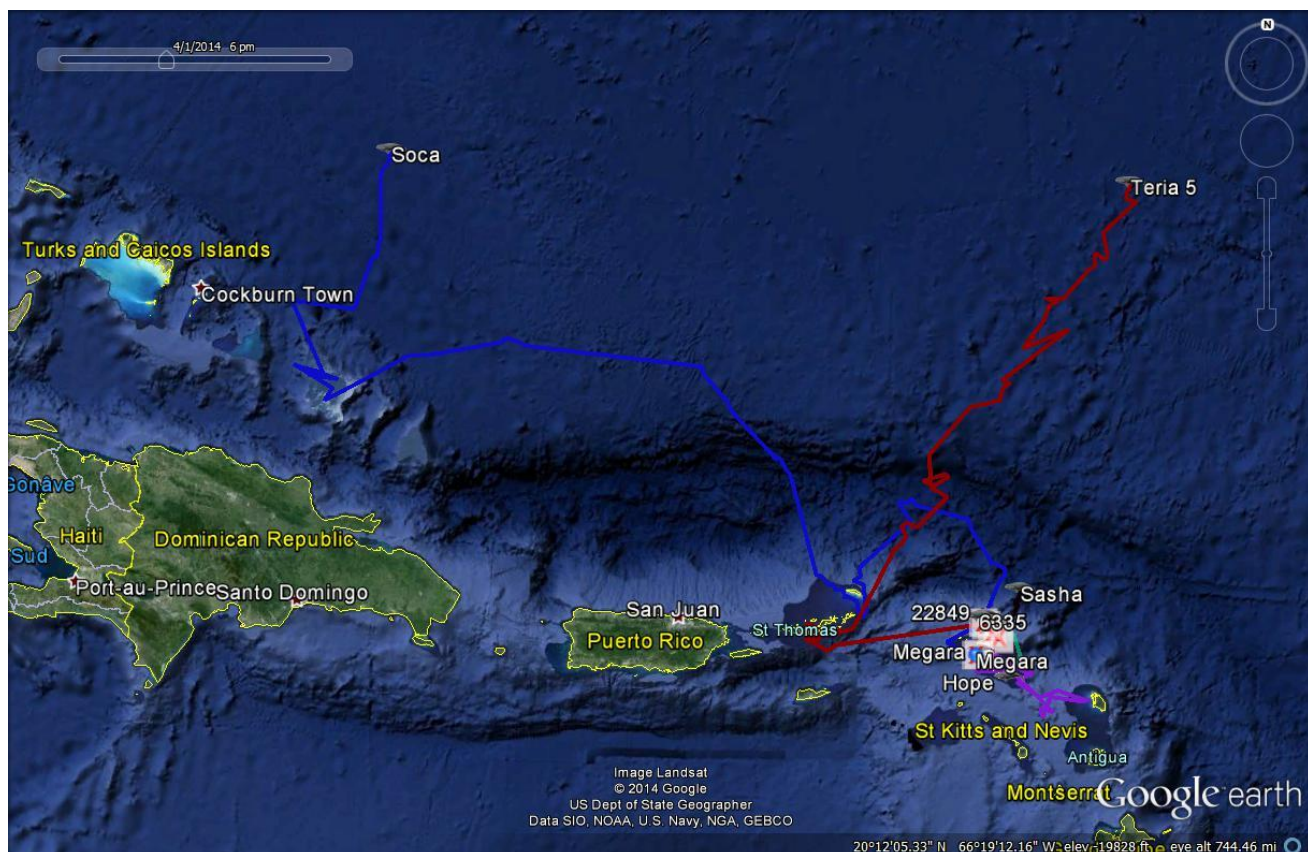 4/1/2014 6 pm
N
Soca
Teria 5
Turks and Caicos Islands
Cockburn Town
Gonâve
Haiti
Dominican Republic
Sud
Port-au-Prince
Santo Domingo
San Juan
Puerto Rico
St Thomas
Sasha
22849
6335
Megara
Megara
Hope
St Kitts and Nevis
Antigua
Montserrat
Google earth
Image Landsat
© 2014 Google
US Dept of State Geographer
Data SIO, NOAA, U.S. Navy, NGA, GEBCO
20°12'05.33" N 66°19'12.16" W elev -19828 ft eye alt 744.46 mi